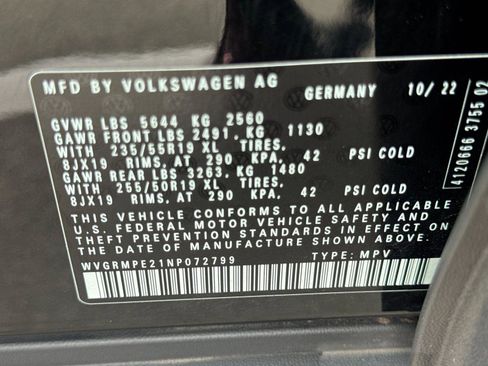 MFD BY VOLKSWAGEN AG GERMANY 10/22
GVWR LBS 5644 KG 2560
GAWR FRONT LBS 2491, KG 1130
WITH 235/55R19 XL TIRES.
8JX19 RIMS, AT 290 KPA. 42 PSI COLD
GAWR REAR LBS 3263, KG 1480
WITH 255/50R19 XL TIRES.
8JX19 RIMS, AT 290 KPA. 42 PSI COLD
THIS VEHICLE CONFORMS TO ALL APPLICABLE
U.S. FEDERAL MOTOR VEHICLE SAFETY AND
THEFT PREVENTION STANDARDS IN EFFECT ON
THE DATE OF MANUFACTURE SHOWN ABOVE.
WVGRMPE21NP072799 TYPE: MPV
4120666 3755 02